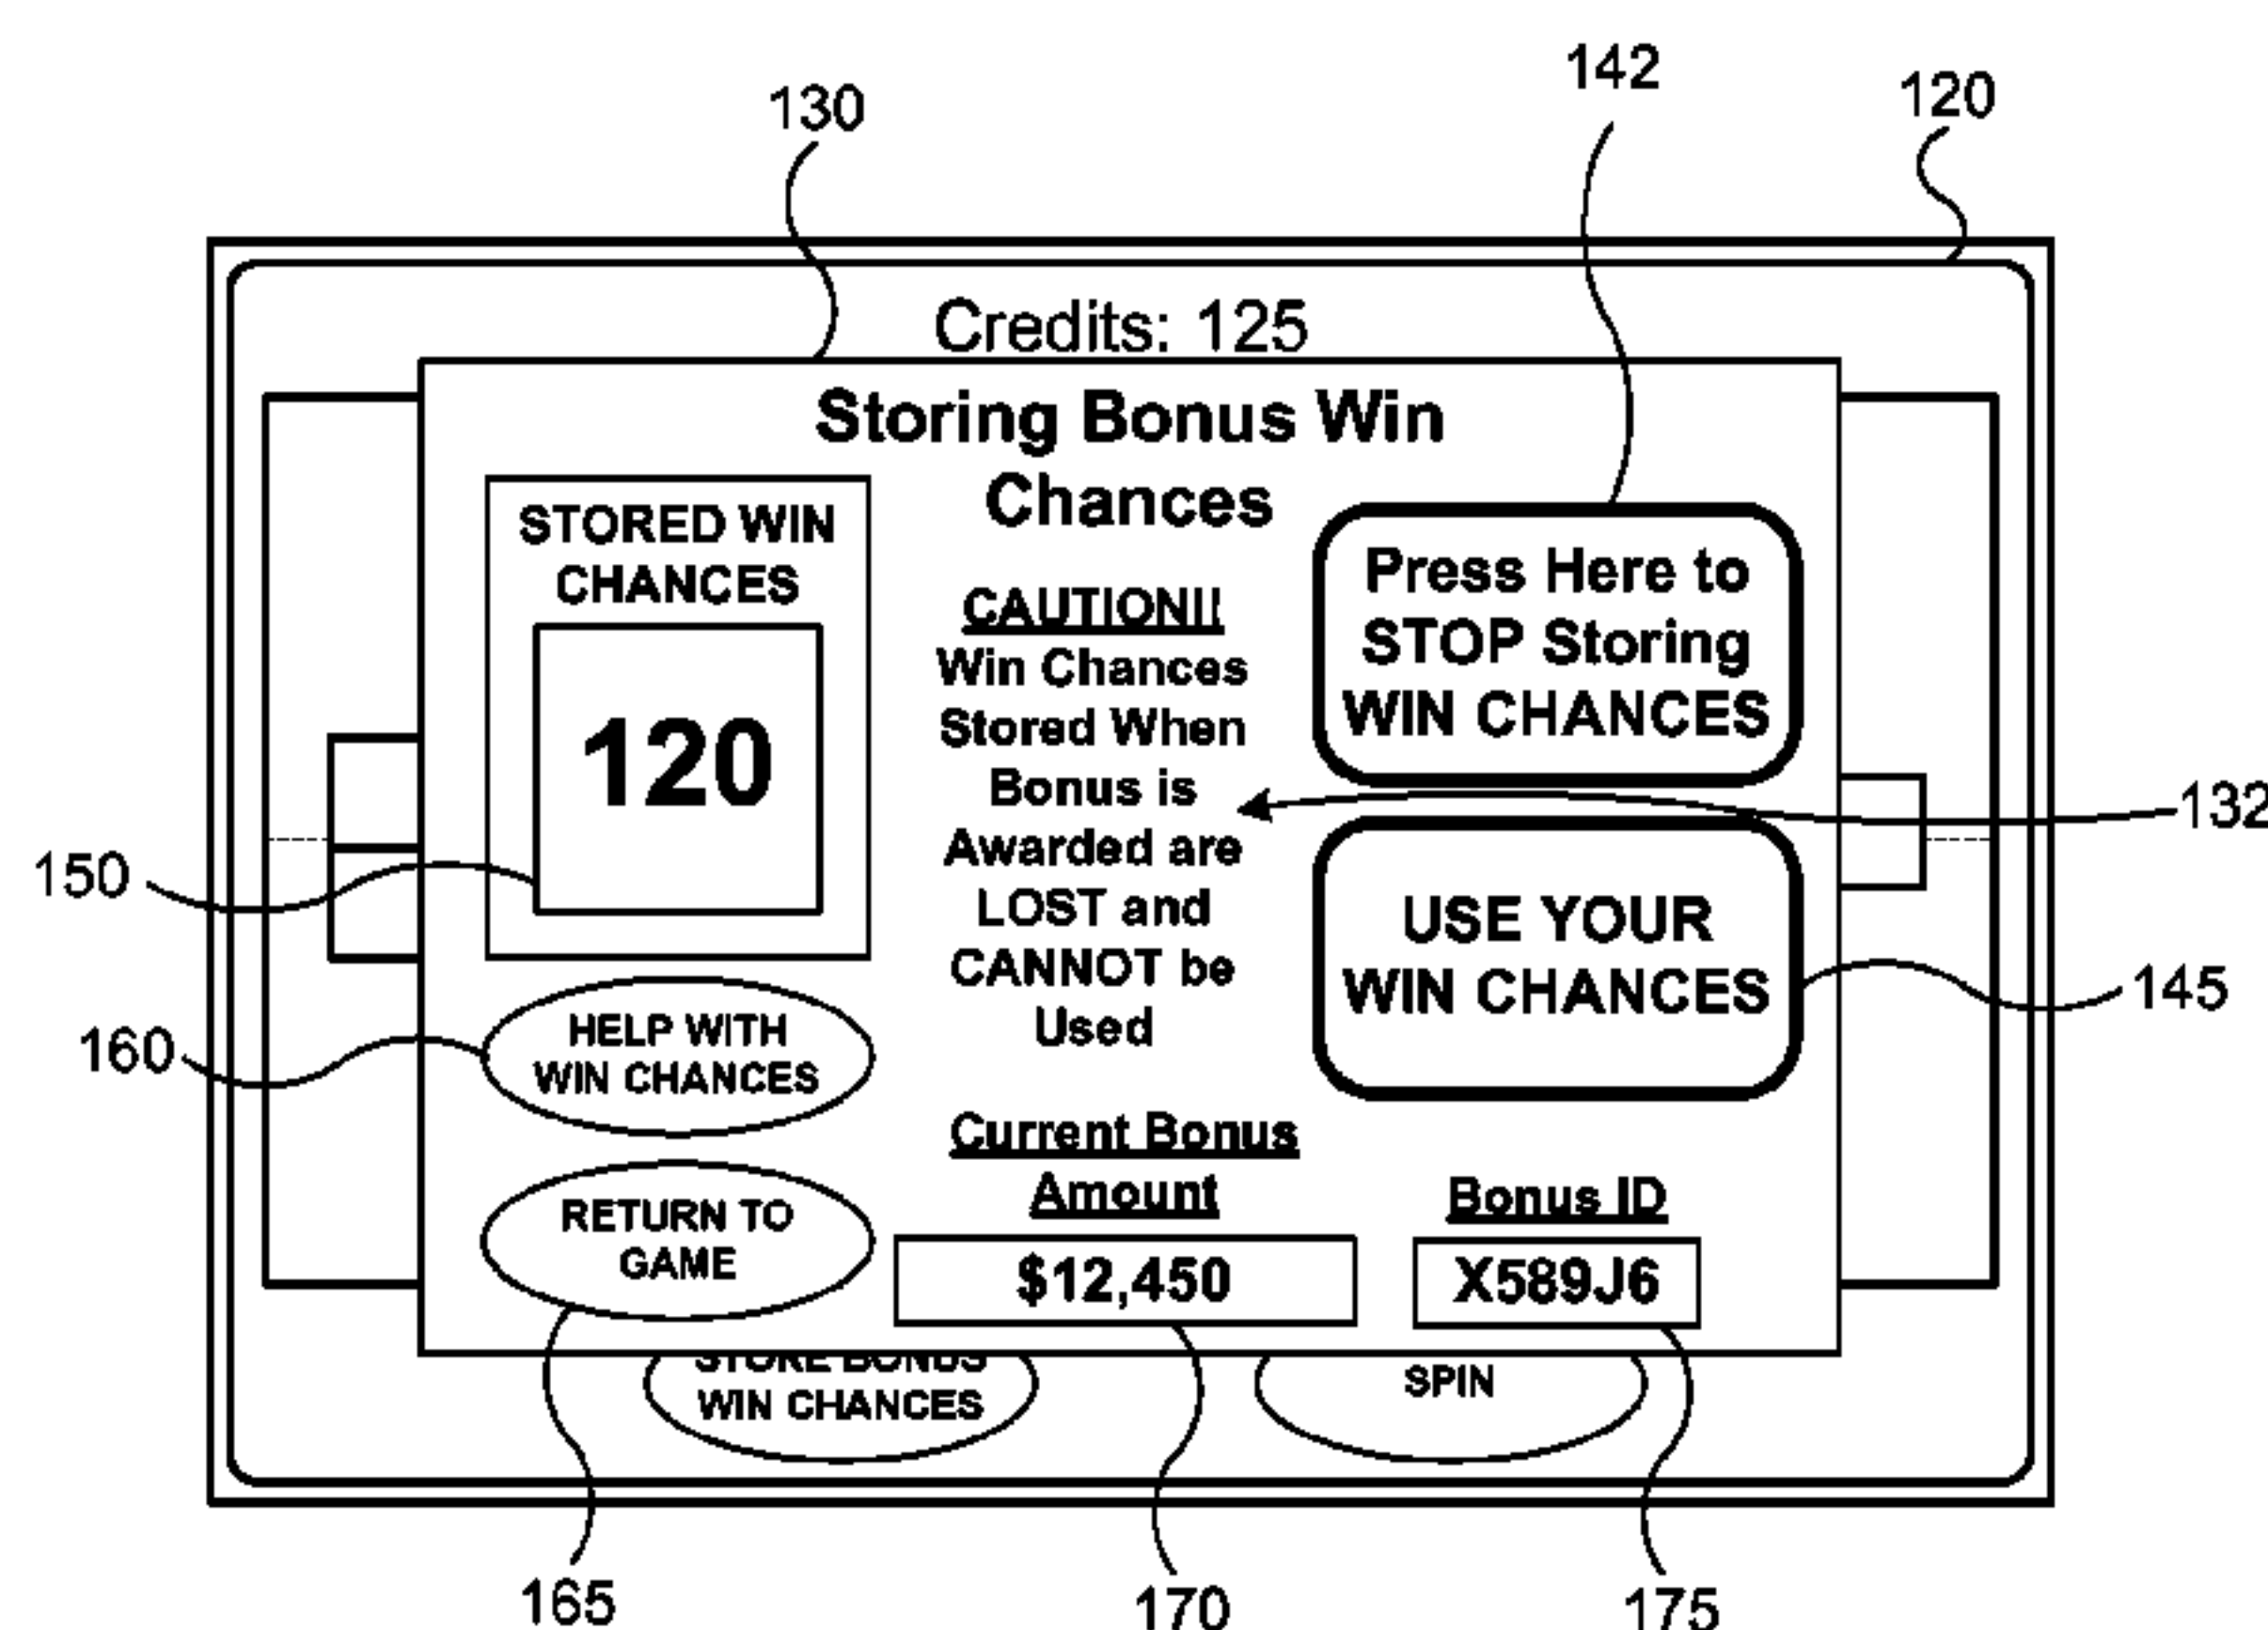 142
120
130
Credits: 125
Storing Bonus Win
Chances
STORED WIN
CHANCES
120
CAUTION!!
Win Chances
Stored When
Bonus is
Awarded are
LOST and
CANNOT be
Used
Press Here to
STOP Storing
WIN CHANCES
132
USE YOUR
WIN CHANCES
145
150
160
HELP WITH
WIN CHANCES
RETURN TO
GAME
Current Bonus
Amount
$12,450
Bonus ID
X589J6
STORE BONUS
WIN CHANCES
SPIN
165
170
175